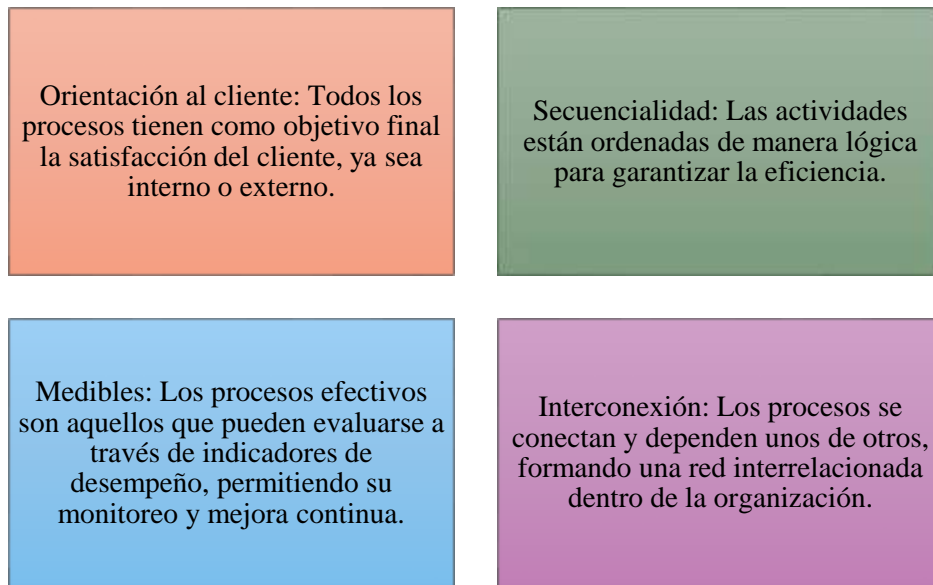 Orientación al cliente: Todos los
procesos tienen como objetivo final
la satisfacción del cliente, ya sea
interno o externo.
Secuencialidad: Las actividades
están ordenadas de manera lógica
para garantizar la eficiencia.
Medibles: Los procesos efectivos
son aquellos que pueden evaluarse a
través de indicadores de
desempeño, permitiendo su
monitoreo y mejora continua.
Interconexión: Los procesos se
conectan y dependen unos de otros,
formando una red interrelacionada
dentro de la organización.